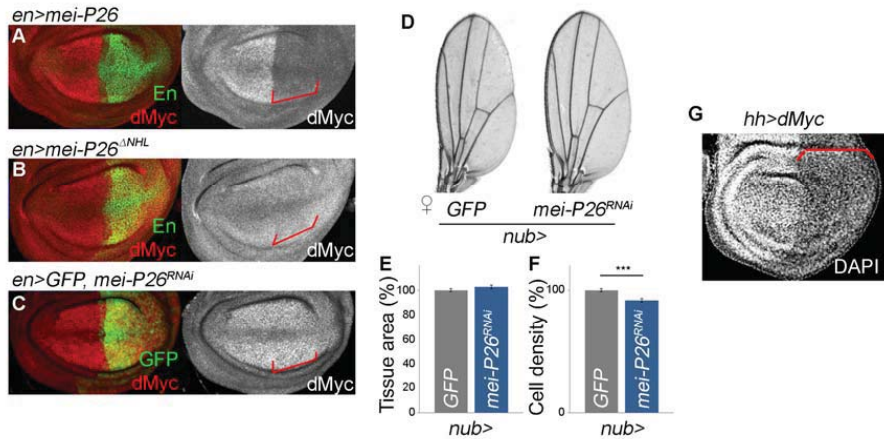 en>mei-P26
A
En
dMyc
dMyc
en>mei-P26ΔNHL
B
En
dMyc
dMyc
en>GFP, mei-P26RNAi
C
GFP
dMyc
dMyc
D
♀ GFP mei-P26RNAi
nub>
E
Tissue area (%)
120
100
80
60
40
20
0
GFP
mei-P26RNAi
nub>
F
***
Cell density (%)
100
0
GFP
mei-P26RNAi
nub>
G
hh>dMyc
DAPI